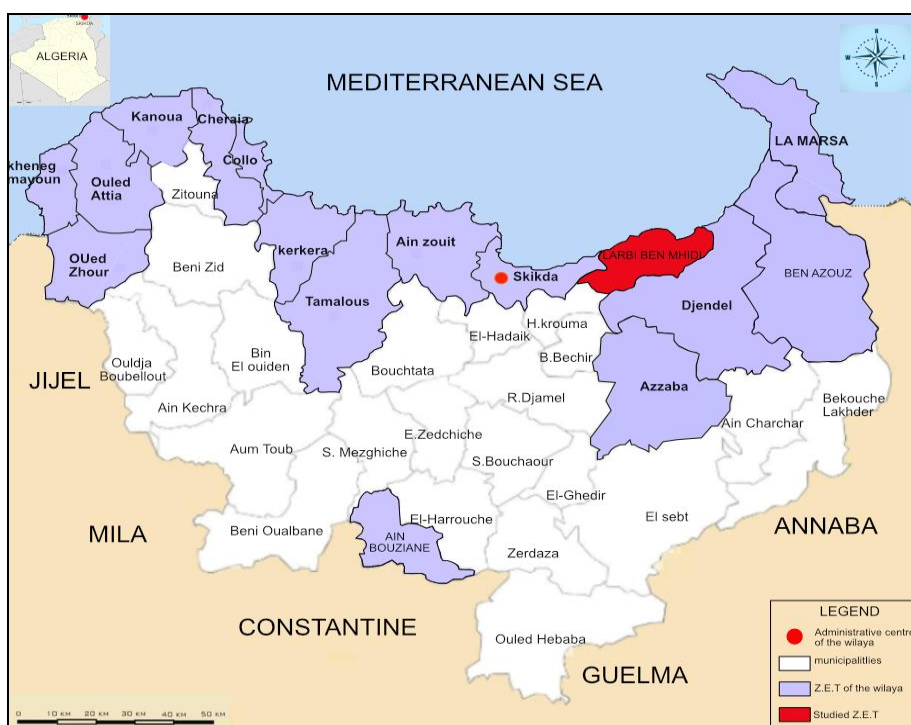 SKIKDA
ALGERIA
N
W
E
S
MEDITERRANEAN SEA
Kanoua
Cheraia
LA MARSA
Collo
kheneg
mayoun
Ouled
Attia
Zitouna
kerkera
Ain zouit
LARBI BEN MHIDI
OUed
Zhour
Beni Zid
Skikda
BEN AZOUZ
Tamalous
Djendel
H.krouma
El-Hadaik
B.Bechir
Bin
El ouiden
Ouldja
Boubellout
Bouchtata
JIJEL
Azzaba
Bekouche
Lakhder
R.Djamel
Ain Kechra
Ain Charchar
E.Zedchiche
Aum Toub
S. Mezghiche
S.Bouchaour
El-Ghedir
El sebt
El-Harrouche
ANNABA
MILA
Beni Oualbane
AIN
BOUZIANE
Zerdaza
CONSTANTINE
Ouled Hebaba
GUELMA
LEGEND
Administrative centre
of the wilaya
municipalitlies
Z.E.T of the wilaya
Studied Z.E.T
0 10 KM 20 KM 30 KM 40 KM 50 KM